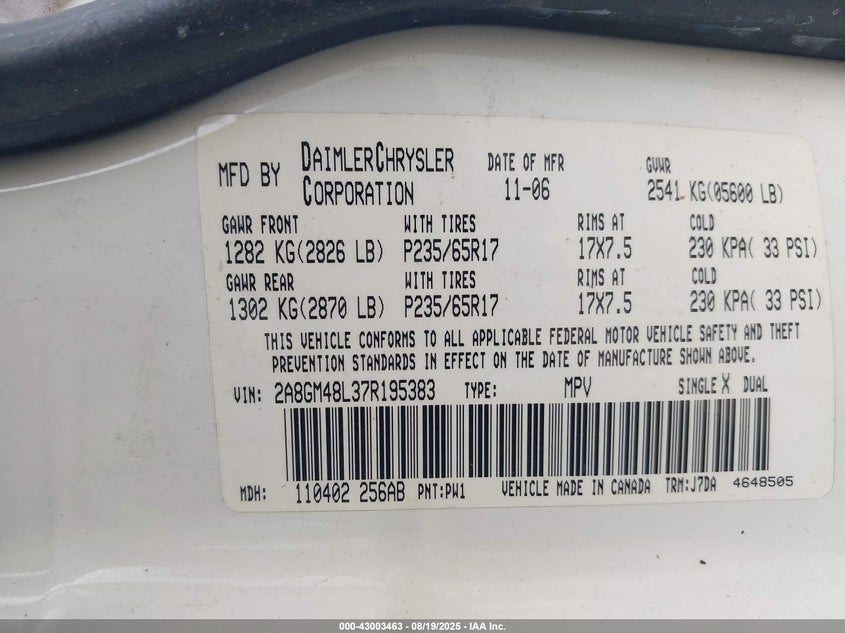 MFD BY DAIMLERCHRYSLER CORPORATION DATE OF MFR 11-06 GVWR 2541 KG(05600 LB)
GAWR FRONT WITH TIRES RIMS AT COLD
1282 KG(2826 LB) P235/65R17 17X7.5 230 KPA( 33 PSI)
GAWR REAR WITH TIRES RIMS AT COLD
1302 KG(2870 LB) P235/65R17 17X7.5 230 KPA( 33 PSI)
THIS VEHICLE CONFORMS TO ALL APPLICABLE FEDERAL MOTOR VEHICLE SAFETY AND THEFT
PREVENTION STANDARDS IN EFFECT ON THE DATE OF MANUFACTURE SHOWN ABOVE.
VIN: 2A8GM48L37R195383 TYPE: MPV SINGLE X DUAL
MDH: 110402 256AB PNT:PW1 VEHICLE MADE IN CANADA TRM:J7DA 4648505
000-43003463 - 08/19/2025 - IAA Inc.